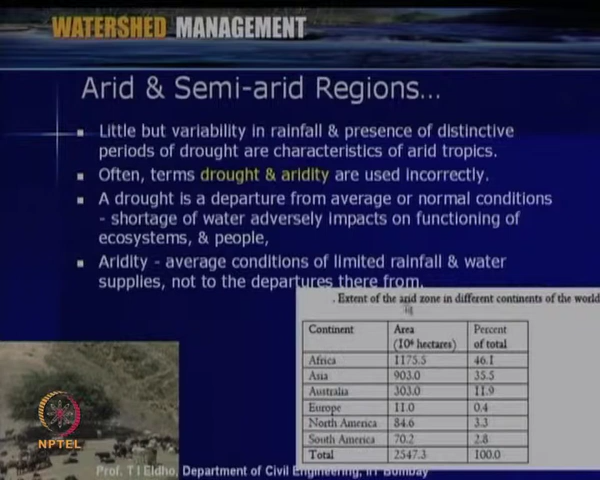 WATERSHED MANAGEMENT
Arid & Semi-arid Regions...
Little but variability in rainfall & presence of distinctive
periods of drought are characteristics of arid tropics.
Often, terms drought & aridity are used incorrectly.
A drought is a departure from average or normal conditions
- shortage of water adversely impacts on functioning of
ecosystems, & people,
Aridity - average conditions of limited rainfall & water
supplies, not to the departures there from.
. Extent of the arid zone in different continents of the world
Continent Area Percent
(10⁶ hectares) of total
Africa 1175.5 46.1
Asia 903.0 35.5
Australia 303.0 11.9
Europe 11.0 0.4
North America 84.6 3.3
South America 70.2 2.8
Total 2547.3 100.0
NPTEL
Prof. T I Eldho, Department of Civil Engineering, IIT Bombay